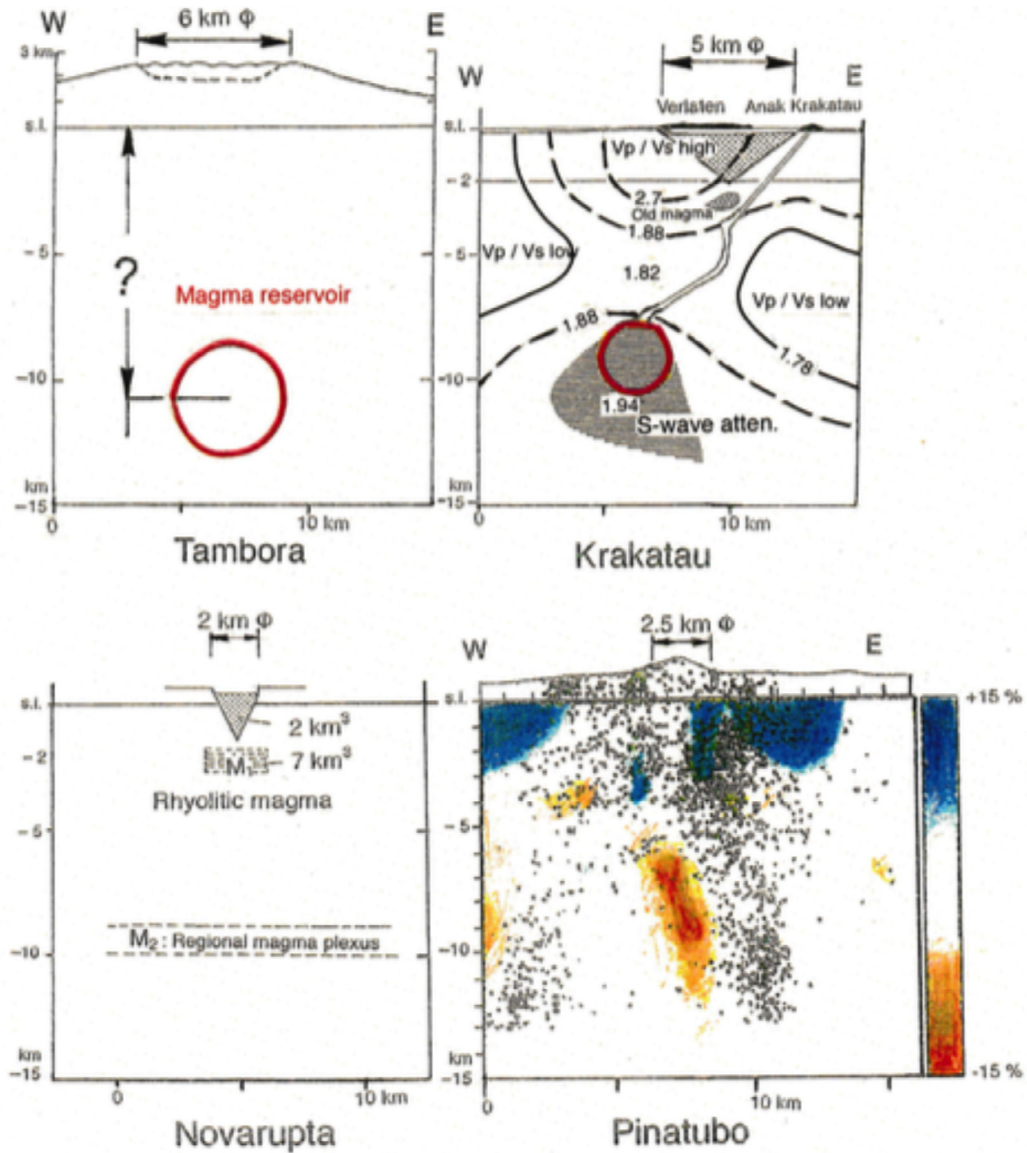 W
6 km Φ
E
3 km
s.l.
?
-5
Magma reservoir
-10
km
-15
0
10 km
Tambora
W
5 km Φ
E
Verlaten
Anak Krakatau
s.l.
Vp / Vs high
-2
2.7
Old magma
1.88
-5
Vp / Vs low
1.82
Vp / Vs low
1.88
1.78
-10
1.94
S-wave atten.
km
-15
0
10 km
Krakatau
2 km Φ
s.l.
2 km³
-2
M₁
7 km³
Rhyolitic magma
-5
M₂ : Regional magma plexus
-10
km
-15
0
10 km
Novarupta
W
2.5 km Φ
E
s.l.
+15 %
-5
-10
km
-15
-15 %
0
10 km
Pinatubo